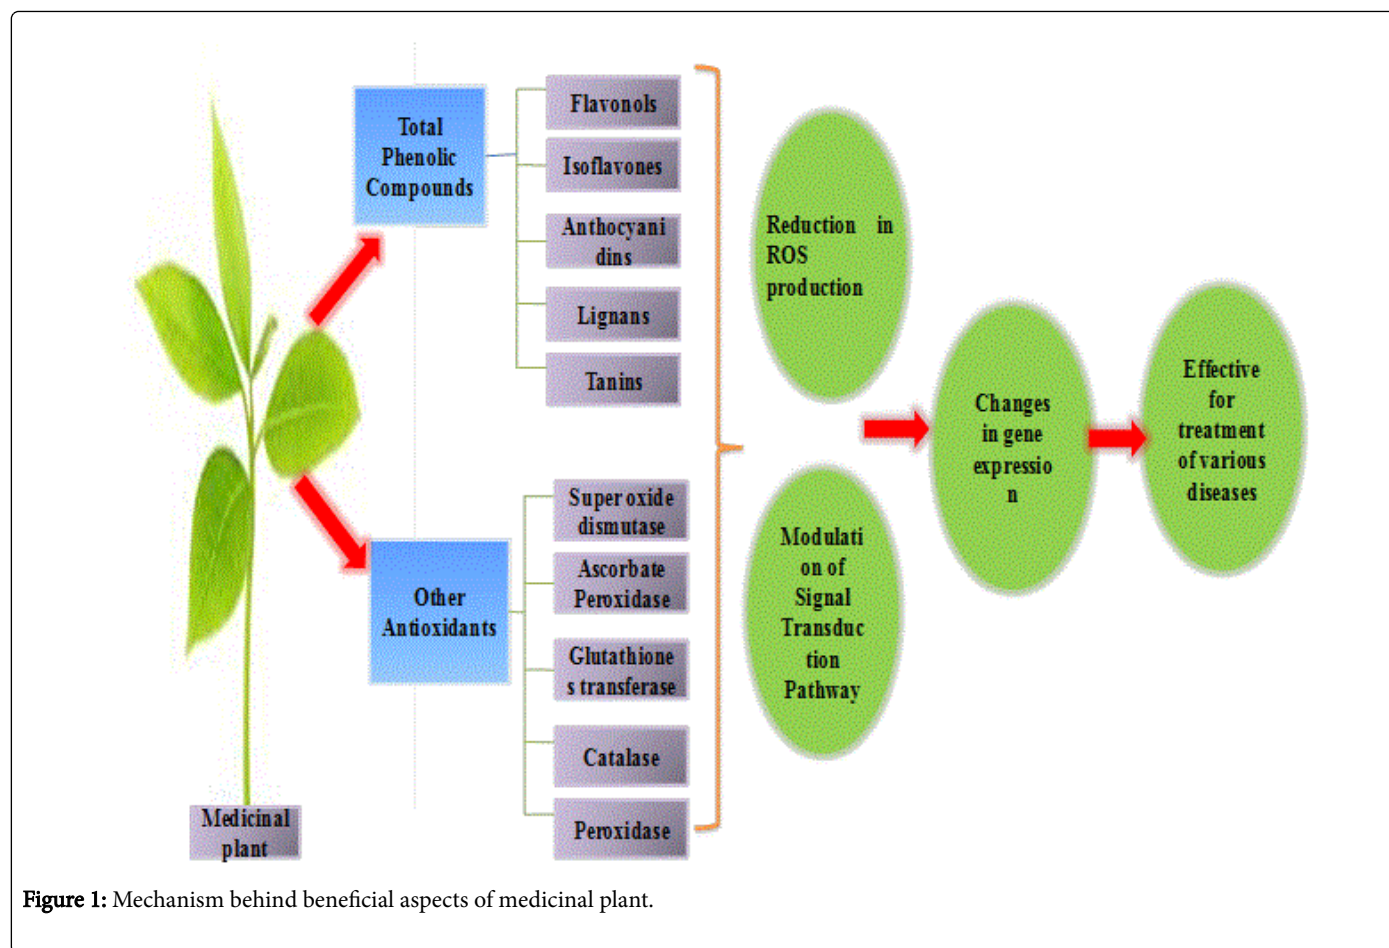 Total
Phenolic
Compounds
Flavonols
Isoflavones
Anthocyani
dins
Lignans
Tanins
Other
Antioxidants
Superoxide
dismutase
Ascorbate
Peroxidase
Glutathione
s transferase
Catalase
Peroxidase
Medicinal
plant
Reduction in
ROS
production
Modulati
on of
Signal
Transduc
tion
Pathway
Changes
in gene
expressio
n
Effective
for
treatment
of various
diseases
Figure 1: Mechanism behind beneficial aspects of medicinal plant.